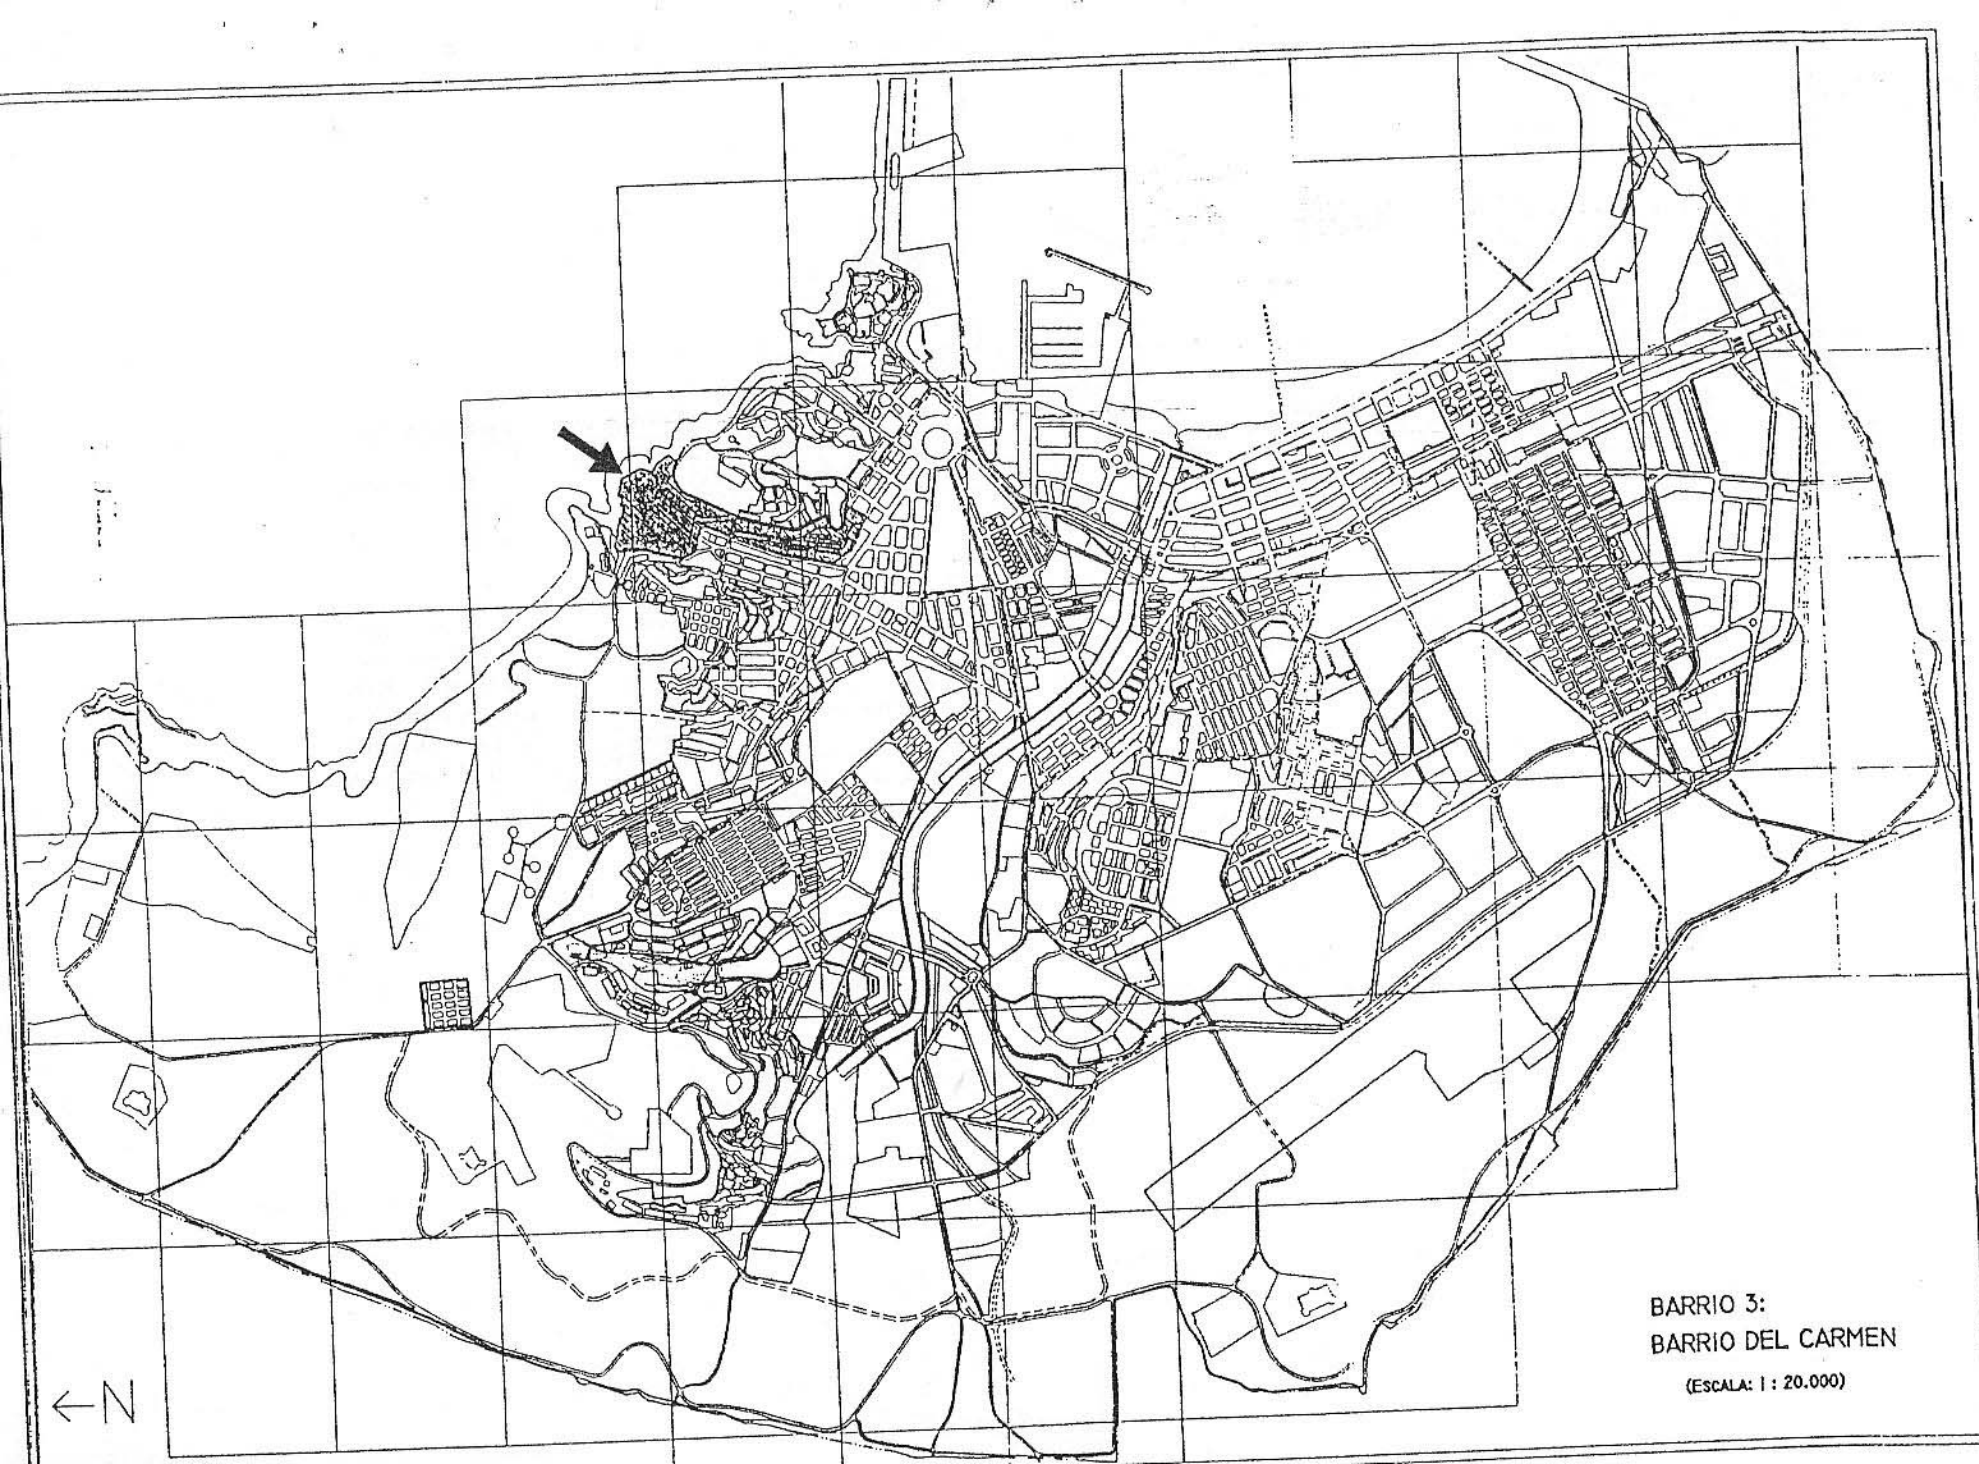 BARRIO 3:
BARRIO DEL CARMEN
(ESCALA: 1 : 20.000)
←N